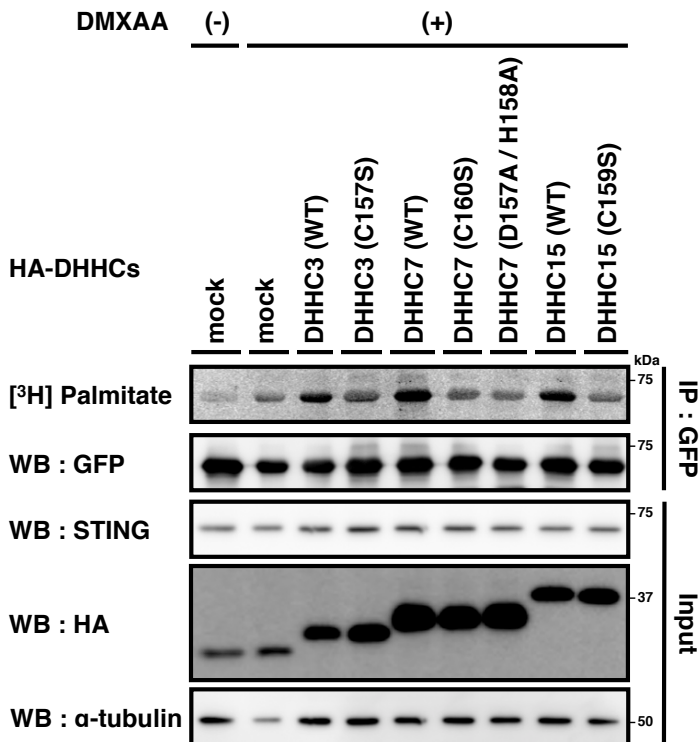 DMXAA (-) (+)
HA-DHHCs
mock
mock
DHHC3 (WT)
DHHC3 (C157S)
DHHC7 (WT)
DHHC7 (C160S)
DHHC7 (D157A / H158A)
DHHC15 (WT)
DHHC15 (C159S)
kDa
[³H] Palmitate 75
WB : GFP 75
IP : GFP
WB : STING 75
WB : HA 37
WB : α-tubulin 50
Input